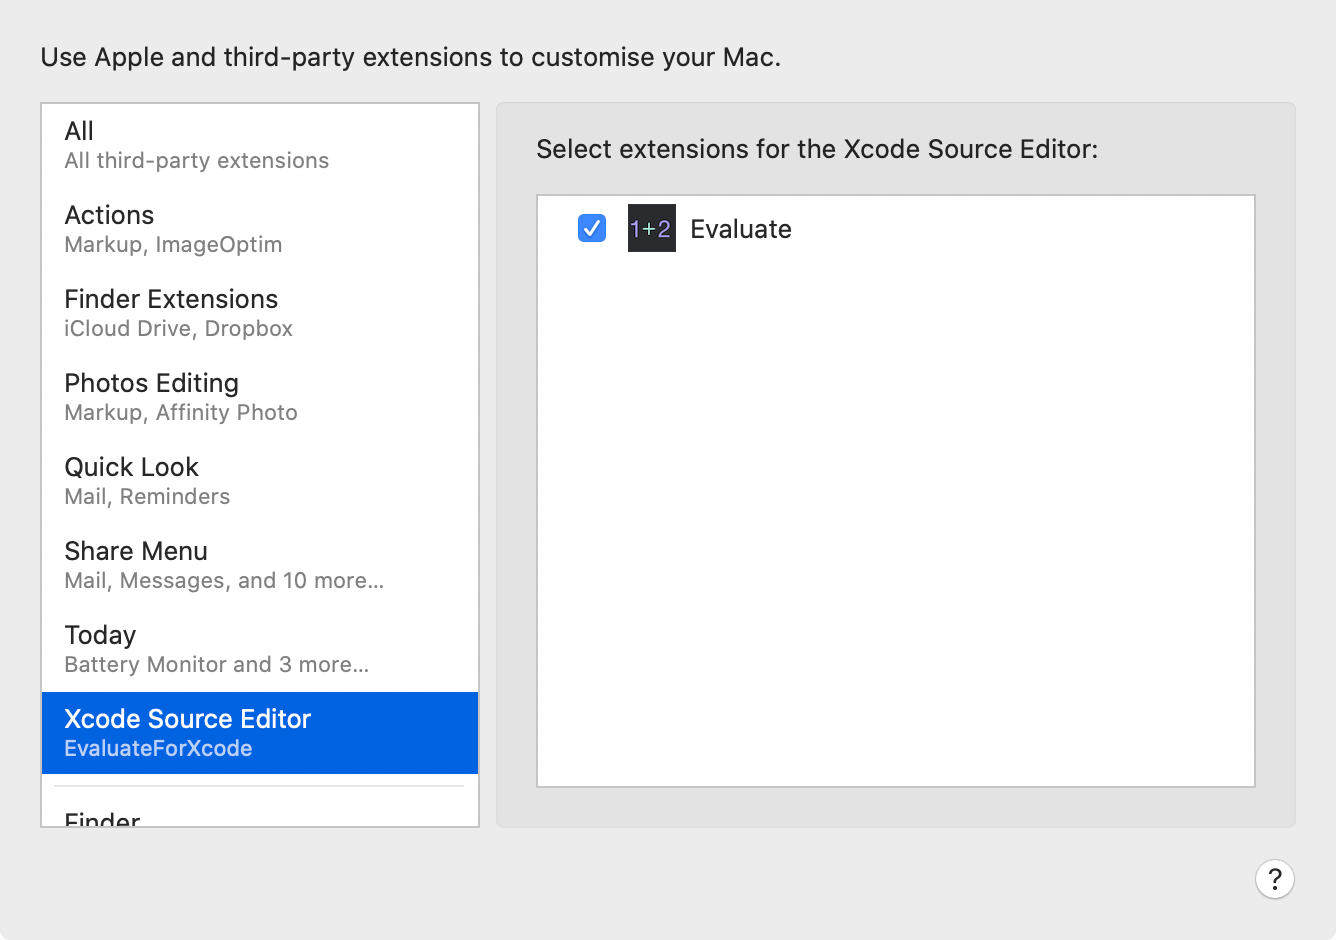 Use Apple and third-party extensions to customise your Mac.
All
All third-party extensions
Actions
Markup, ImageOptim
Finder Extensions
iCloud Drive, Dropbox
Photos Editing
Markup, Affinity Photo
Quick Look
Mail, Reminders
Share Menu
Mail, Messages, and 10 more...
Today
Battery Monitor and 3 more...
Xcode Source Editor
EvaluateForXcode
Finder
Select extensions for the Xcode Source Editor:
1+2 Evaluate
?